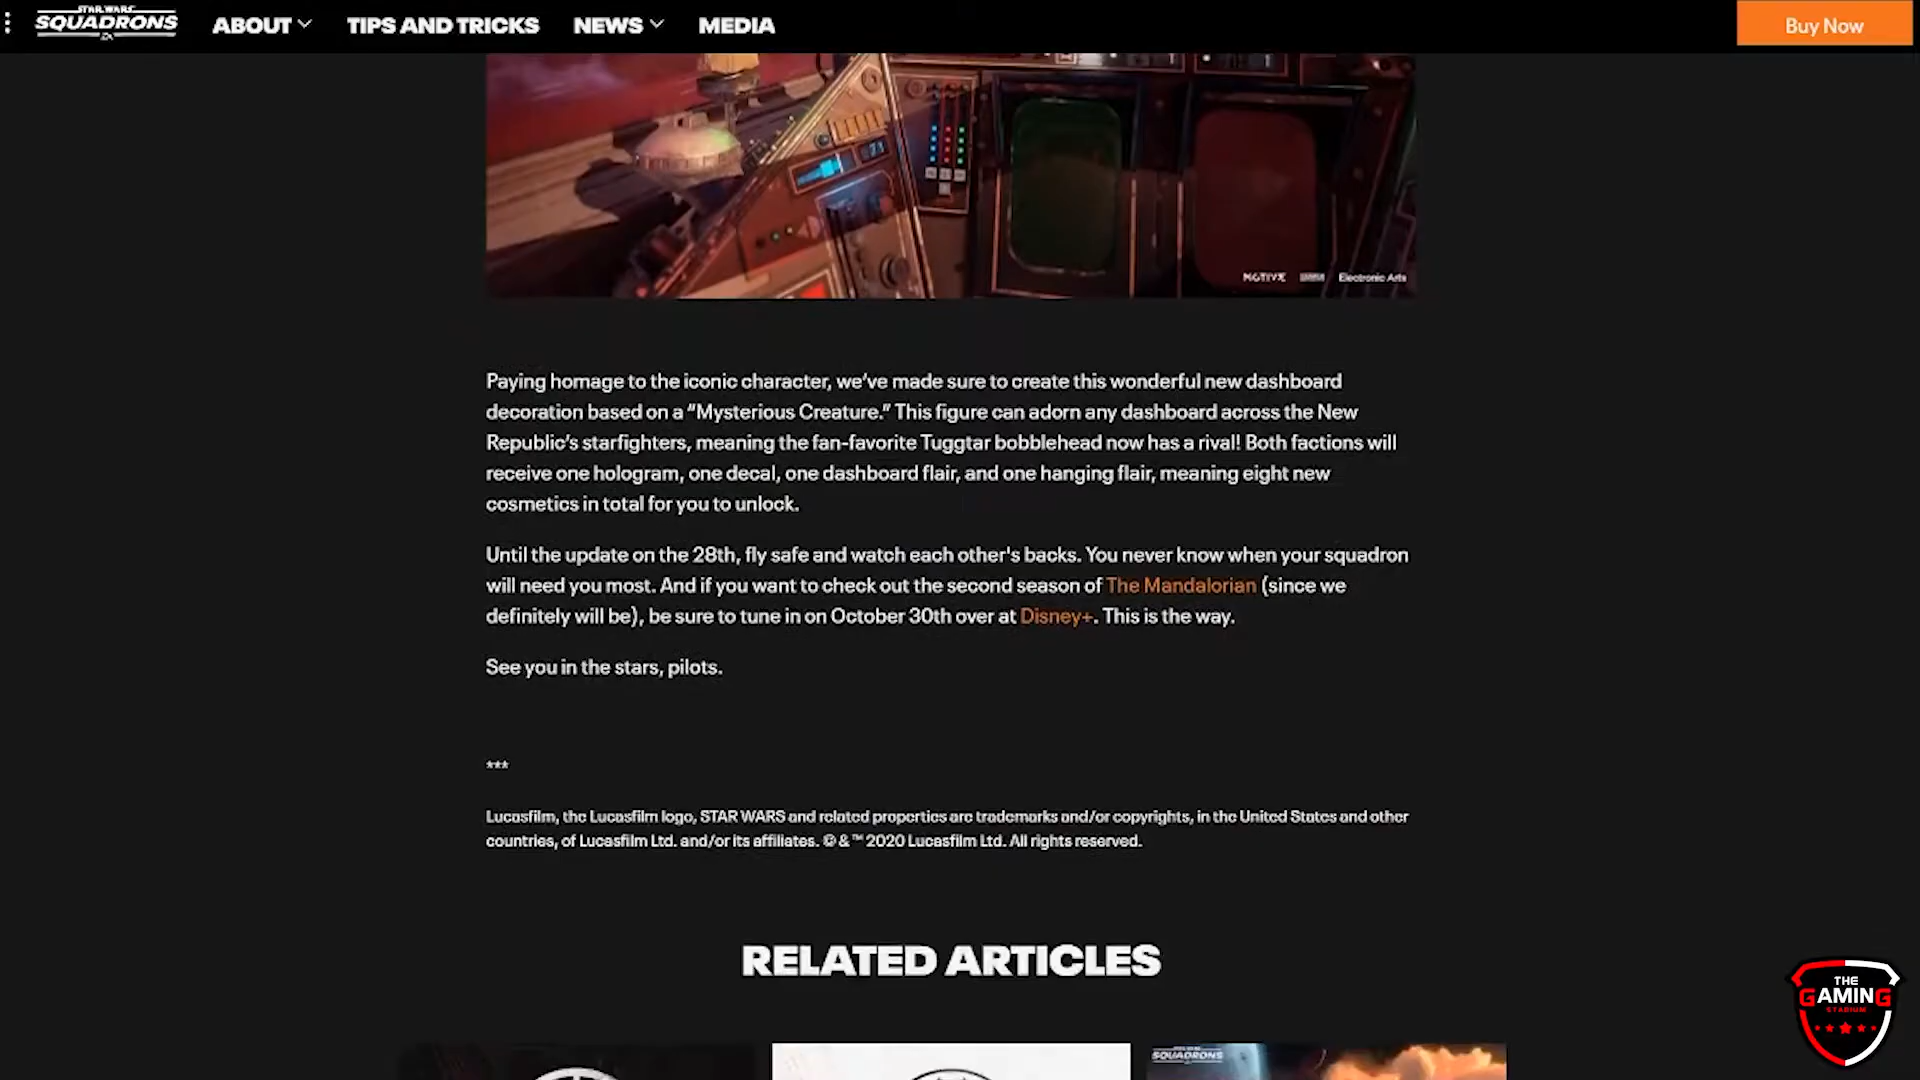 STAR WARS
SQUADRONS
ABOUT
TIPS AND TRICKS
NEWS
MEDIA
Buy Now
MOTIVE
Electronic Arts
Paying homage to the iconic character, we've made sure to create this wonderful new dashboard
decoration based on a “Mysterious Creature.” This figure can adorn any dashboard across the New
Republic's starfighters, meaning the fan-favorite Tuggtar bobblehead now has a rival! Both factions will
receive one hologram, one decal, one dashboard flair, and one hanging flair, meaning eight new
cosmetics in total for you to unlock.
Until the update on the 28th, fly safe and watch each other's backs. You never know when your squadron
will need you most. And if you want to check out the second season of The Mandalorian (since we
definitely will be), be sure to tune in on October 30th over at Disney+. This is the way.
See you in the stars, pilots.
***
Lucasfilm, the Lucasfilm logo, STAR WARS and related properties are trademarks and/or copyrights, in the United States and other
countries, of Lucasfilm Ltd. and/or its affiliates. © & ™ 2020 Lucasfilm Ltd. All rights reserved.
RELATED ARTICLES
SQUADRONS
THE
GAMING
STADIUM